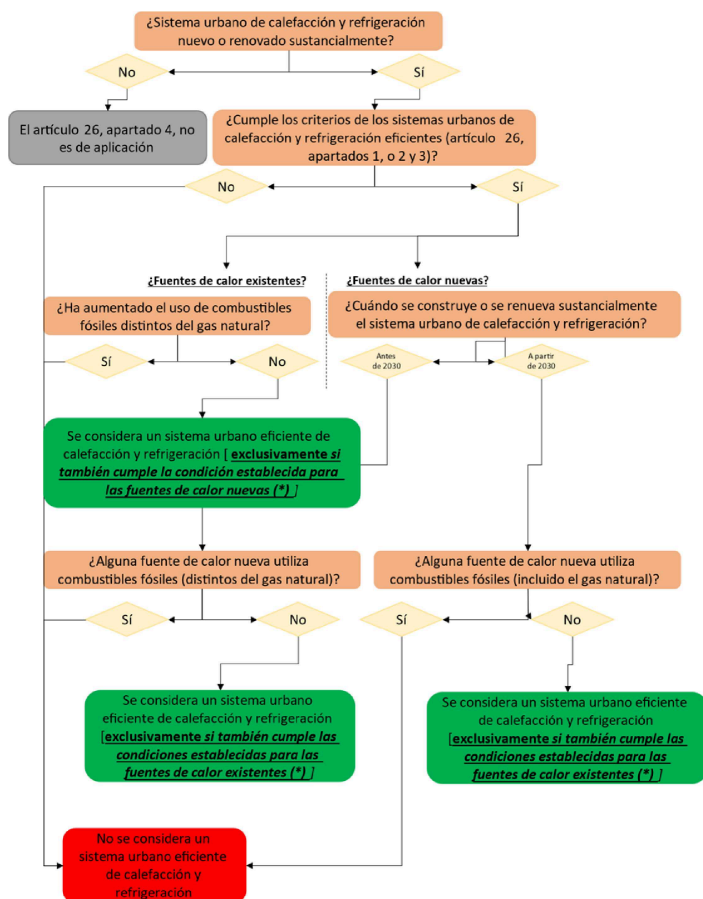 ¿Sistema urbano de calefacción y refrigeración
nuevo o renovado sustancialmente?
No
Sí
El artículo 26, apartado 4, no
es de aplicación
¿Cumple los criterios de los sistemas urbanos de
calefacción y refrigeración eficientes (artículo 26,
apartados 1, o 2 y 3)?
No
Sí
¿Fuentes de calor existentes?
¿Fuentes de calor nuevas?
¿Ha aumentado el uso de combustibles
fósiles distintos del gas natural?
¿Cuándo se construye o se renueva sustancialmente
el sistema urbano de calefacción y refrigeración?
Sí
No
Antes
de 2030
A partir
de 2030
Se considera un sistema urbano eficiente de
calefacción y refrigeración [ exclusivamente si
también cumple la condición establecida para
las fuentes de calor nuevas (*) ]
¿Alguna fuente de calor nueva utiliza
combustibles fósiles (distintos del gas natural)?
¿Alguna fuente de calor nueva utiliza
combustibles fósiles (incluido el gas natural)?
Sí
No
Sí
No
Se considera un sistema urbano
eficiente de calefacción y refrigeración
[exclusivamente si también cumple las
condiciones establecidas para las
fuentes de calor existentes (*) ]
Se considera un sistema urbano eficiente
de calefacción y refrigeración
[exclusivamente si también cumple las
condiciones establecidas para las
fuentes de calor existentes (*) ]
No se considera un
sistema urbano eficiente
de calefacción y
refrigeración